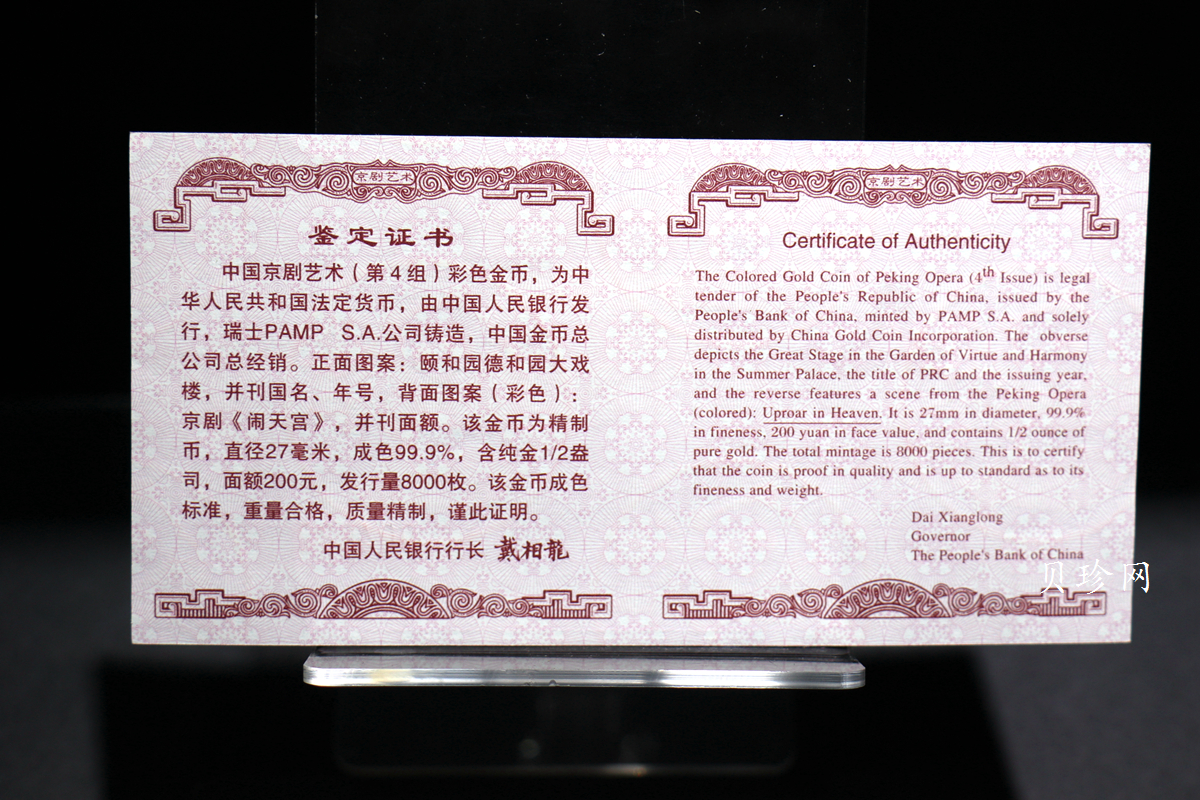 京剧艺术
鉴定证书
中国京剧艺术（第4组）彩色金币，为中
华人民共和国法定货币，由中国人民银行发
行，瑞士PAMP S.A.公司铸造，中国金币总
公司总经销。正面图案：颐和园德和园大戏
楼，并刊国名、年号，背面图案（彩色）：
京剧《闹天宫》，并刊面额。该金币为精制
币，直径27毫米，成色99.9%，含纯金1/2盎
司，面额200元，发行量8000枚。该金币成色
标准，重量合格，质量精制，谨此证明。
中国人民银行行长 戴相龍
京剧艺术
Certificate of Authenticity
The Colored Gold Coin of Peking Opera (4th Issue) is legal
tender of the People's Republic of China, issued by the
People's Bank of China, minted by PAMP S.A. and solely
distributed by China Gold Coin Incorporation. The obverse
depicts the Great Stage in the Garden of Virtue and Harmony
in the Summer Palace, the title of PRC and the issuing year,
and the reverse features a scene from the Peking Opera
(colored): Uproar in Heaven. It is 27mm in diameter, 99.9%
in fineness, 200 yuan in face value, and contains 1/2 ounce of
pure gold. The total mintage is 8000 pieces. This is to certify
that the coin is proof in quality and is up to standard as to its
fineness and weight.
Dai Xianglong
Governor
The People's Bank of China
贝珍网